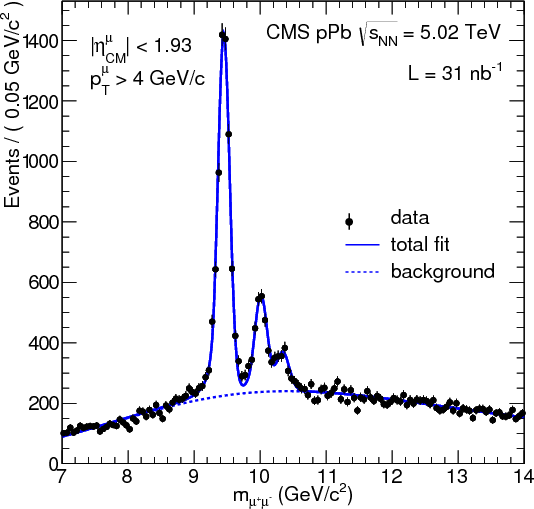 CMS pPb √s_NN = 5.02 TeV
|η^μ_CM| < 1.93
p^μ_T > 4 GeV/c
L = 31 nb⁻¹
data
total fit
background
Events / ( 0.05 GeV/c² )
1400
1200
1000
800
600
400
200
0
7 8 9 10 11 12 13 14
m_μ⁺μ⁻ (GeV/c²)